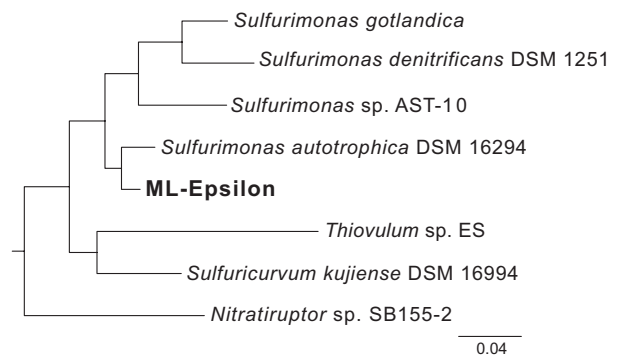 Sulfurimonas gotlandica
Sulfurimonas denitrificans DSM 1251
Sulfurimonas sp. AST-10
Sulfurimonas autotrophica DSM 16294
ML-Epsilon
Thiovulum sp. ES
Sulfuricurvum kujiense DSM 16994
Nitratiruptor sp. SB155-2
0.04